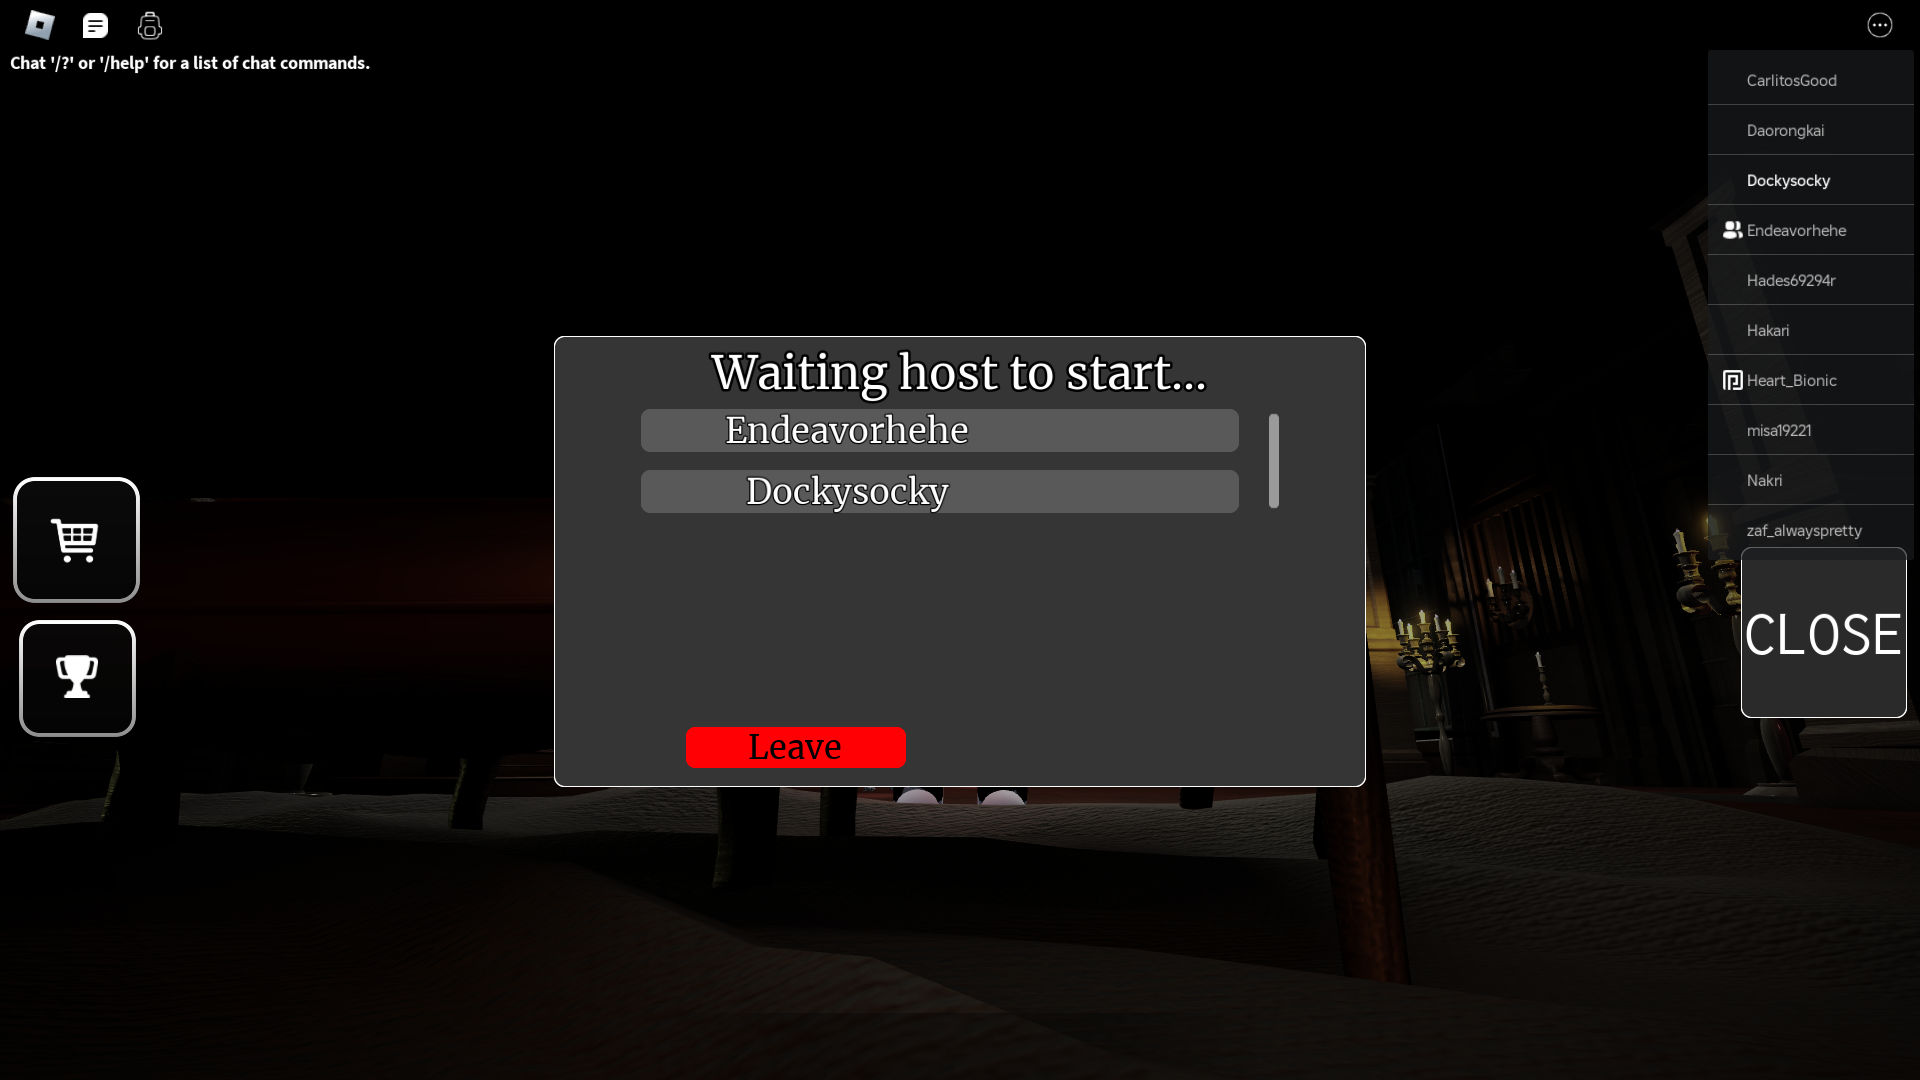 Chat '/?' or '/help' for a list of chat commands.
CarlitosGood
Daorongkai
Dockysocky
Endeavorhehe
Hades69294r
Hakari
Heart_Bionic
misa19221
Nakri
zaf_alwayspretty
Waiting host to start...
Endeavorhehe
Dockysocky
Leave
CLOSE